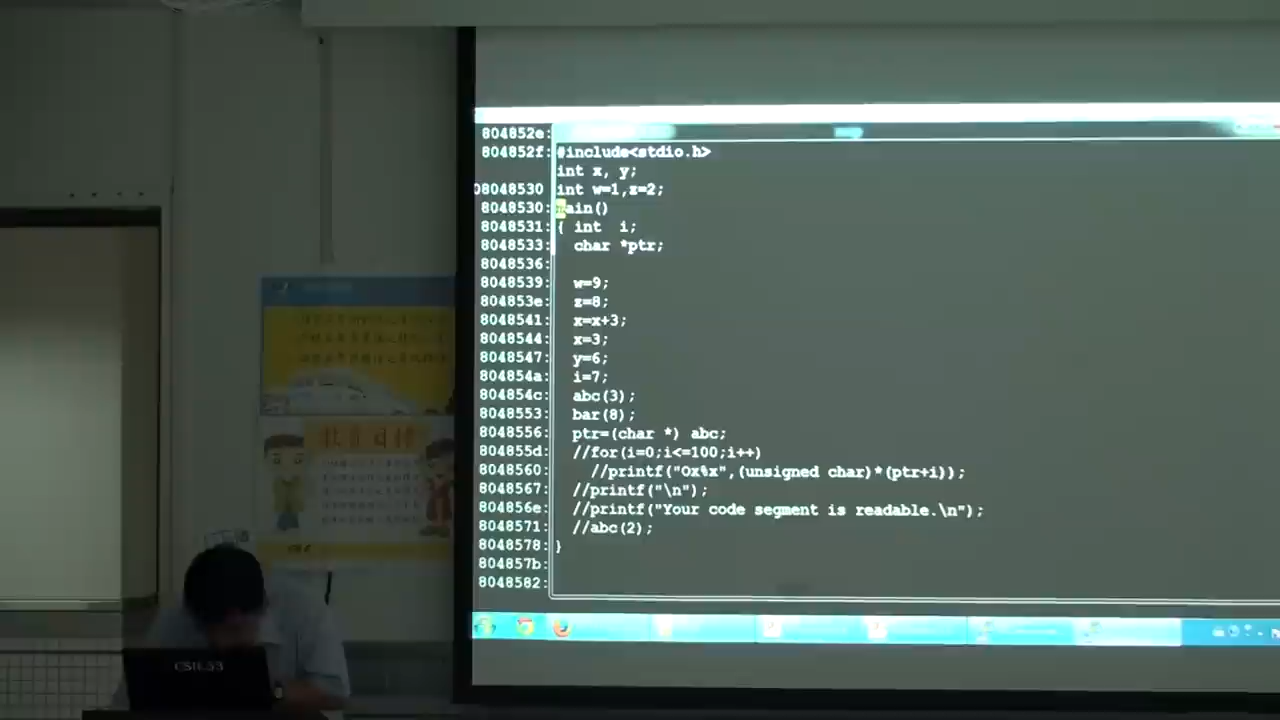 804852e:
804852f: #include<stdio.h>
int x, y;
08048530 int w=1,z=2;
8048530: main()
8048531: { int i;
8048533: char *ptr;
8048536:
8048539: w=9;
804853e: z=8;
8048541: x=x+3;
8048544: x=3;
8048547: y=6;
804854a: i=7;
804854c: abc(3);
8048553: bar(8);
8048556: ptr=(char *) abc;
804855d: //for(i=0;i<=100;i++)
8048560: //printf("0x%x",(unsigned char)*(ptr+i));
8048567: //printf("\n");
804856e: //printf("Your code segment is readable.\n");
8048571: //abc(2);
8048578: }
804857b:
8048582: